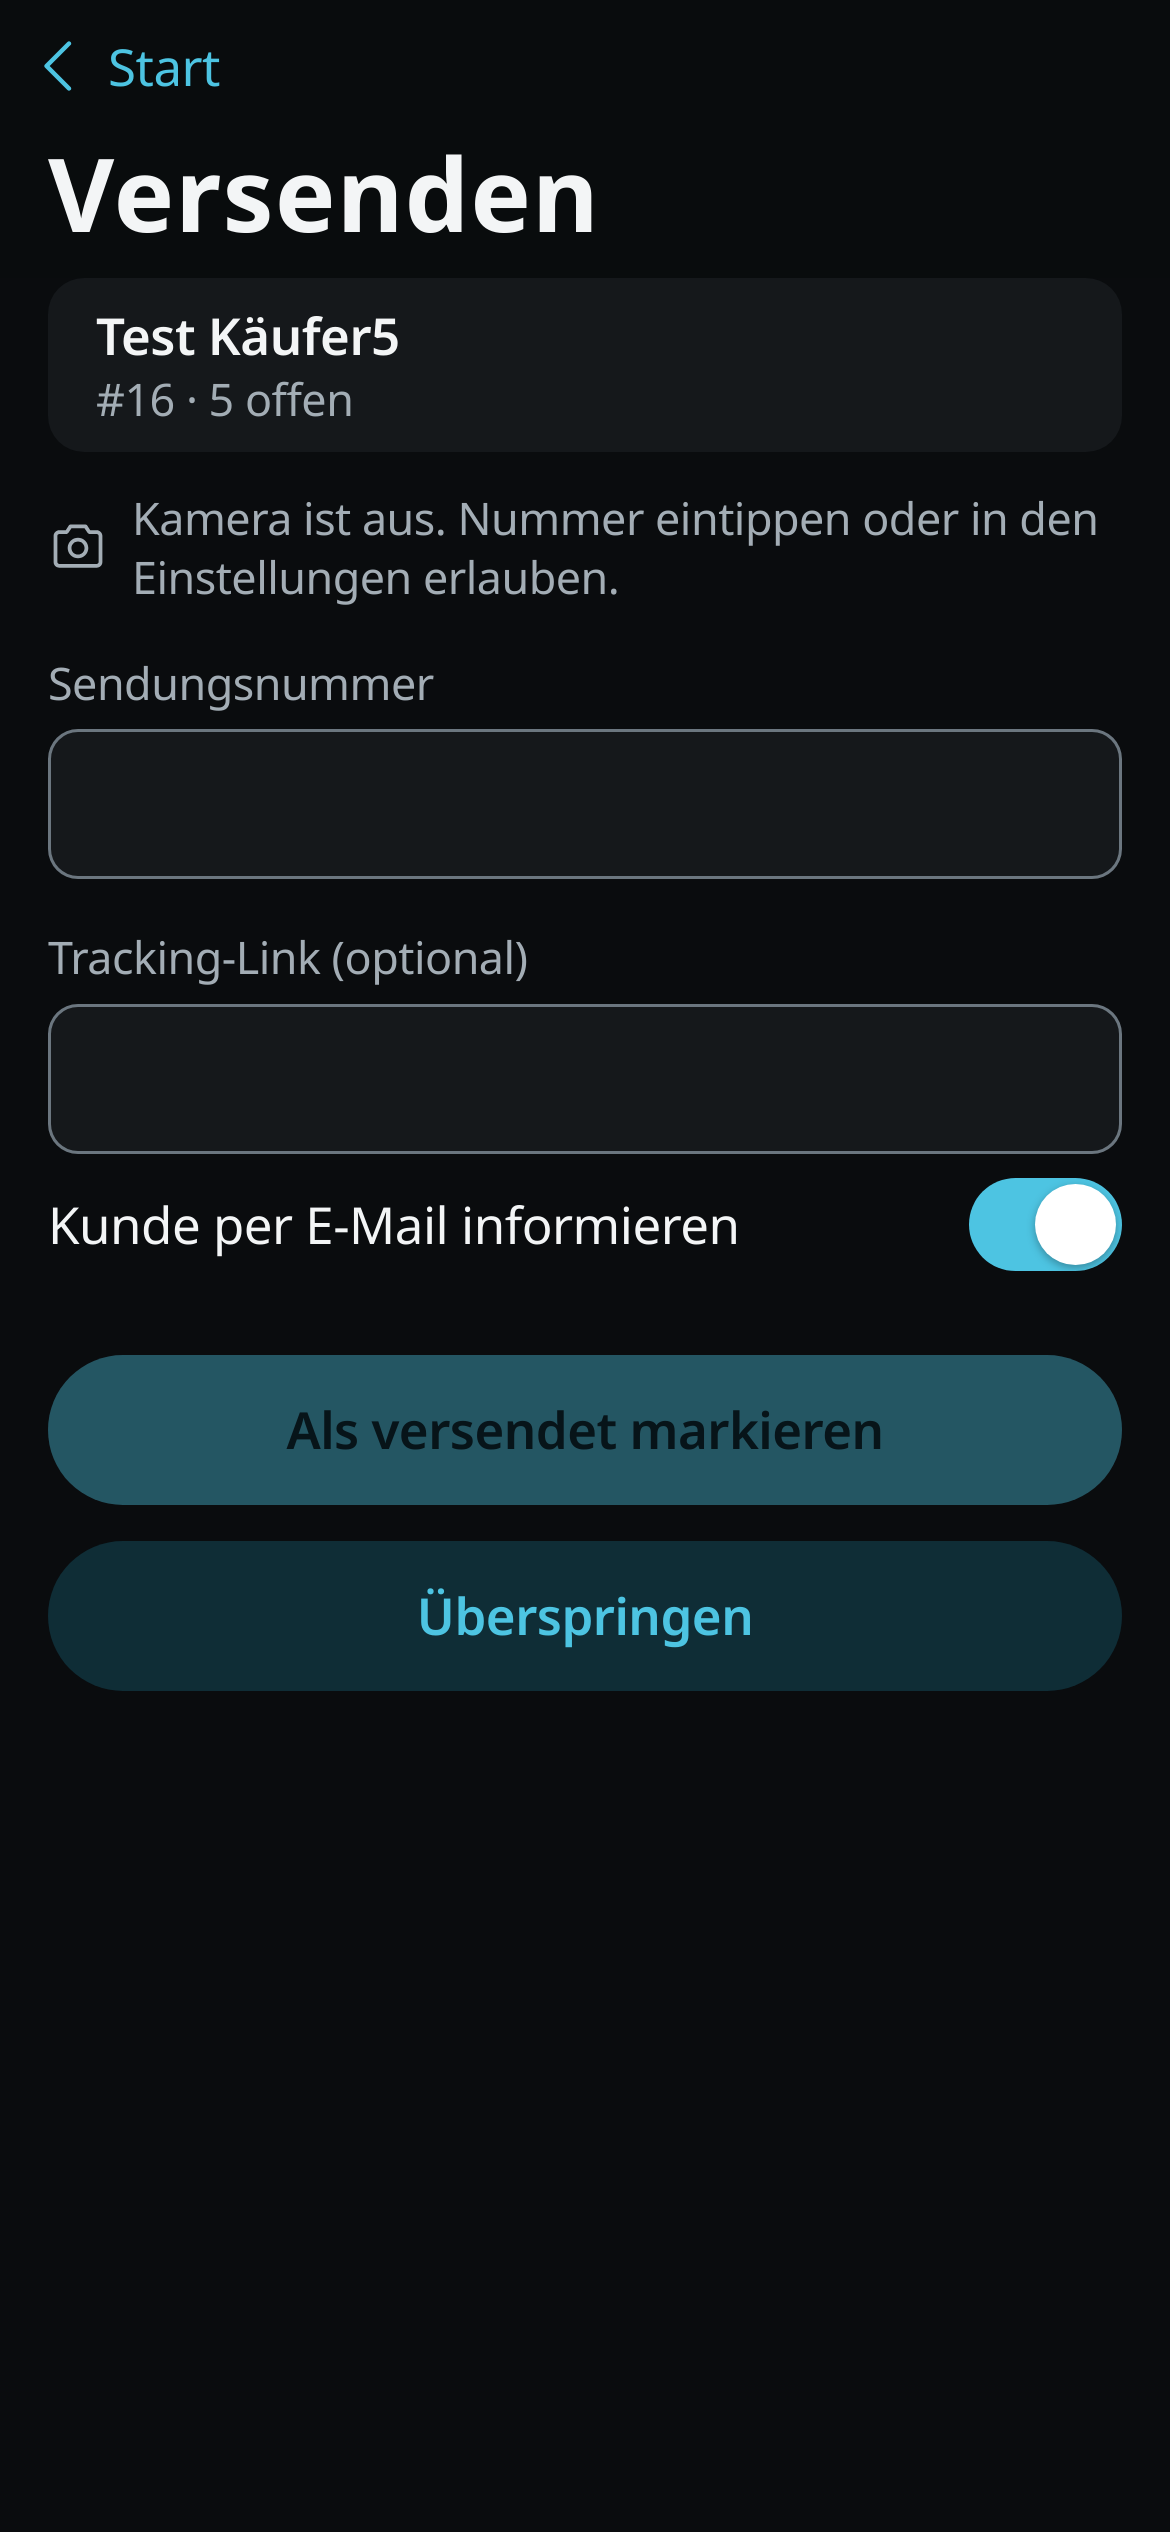 Start
Versenden
Test Käufer5
#16 · 5 offen
Kamera ist aus. Nummer eintippen oder in den
Einstellungen erlauben.
Sendungsnummer
Tracking-Link (optional)
Kunde per E-Mail informieren
Als versendet markieren
Überspringen